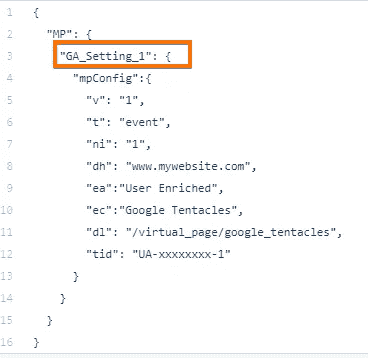 1 {
2 "MP": {
3 "GA_Setting_1": {
4 "mpConfig":{
5 "v": "1",
6 "t": "event",
7 "ni": "1",
8 "dh": "www.mywebsite.com",
9 "ea":"User Enriched",
10 "ec":"Google Tentacles",
11 "dl": "/virtual_page/google_tentacles",
12 "tid": "UA-xxxxxxxx-1"
13 }
14 }
15 }
16 }